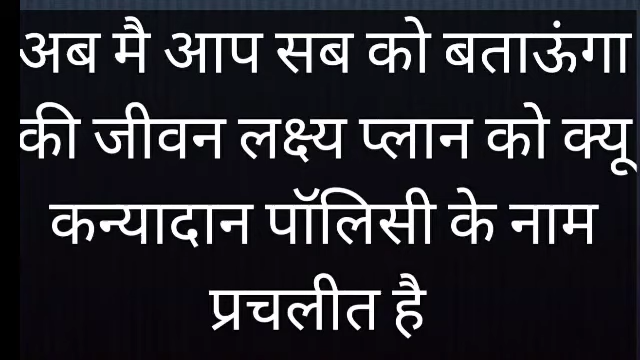 अब मै आप सब को बताऊंगा
की जीवन लक्ष्य प्लान को क्यू
कन्यादान पॉलिसी के नाम
प्रचलीत है